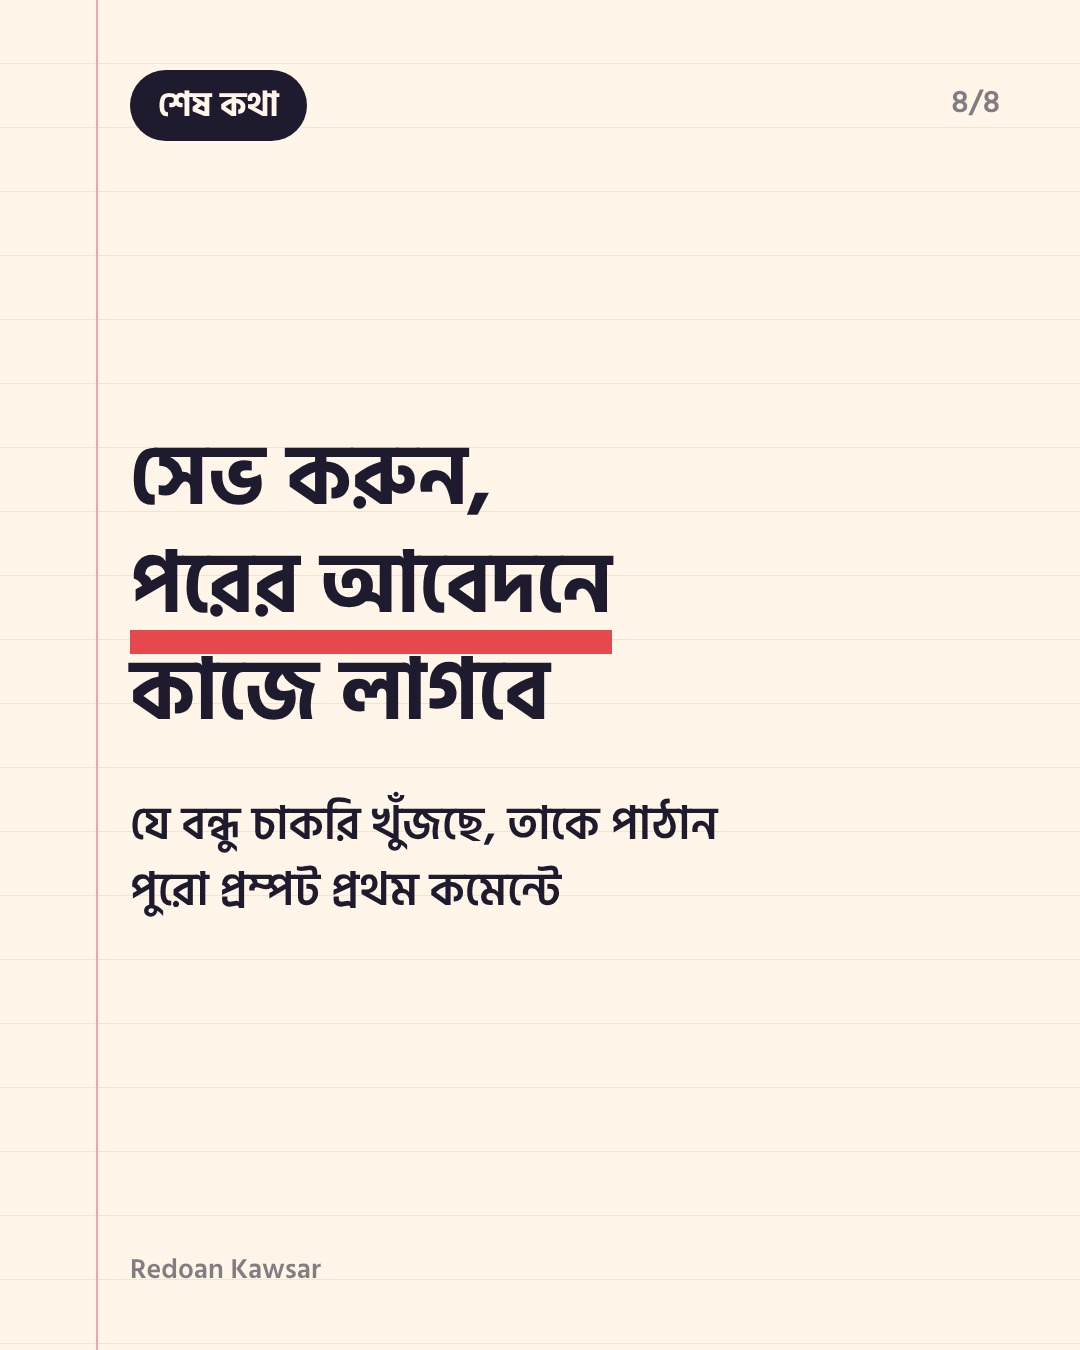 শেষ কথা
8/8
সেভ করুন,
পরের আবেদনে
কাজে লাগবে
যে বন্ধু চাকরি খুঁজছে, তাকে পাঠান
পুরো প্রম্পট প্রথম কমেন্টে
Redoan Kawsar